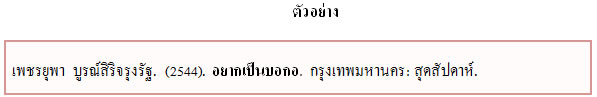 ตัวอย่าง
เพชรยุพา บูรณ์สิริจรุงรัฐ. (2544). อยากเป็นบอกอ. กรุงเทพมหานคร: สุดสัปดาห์.